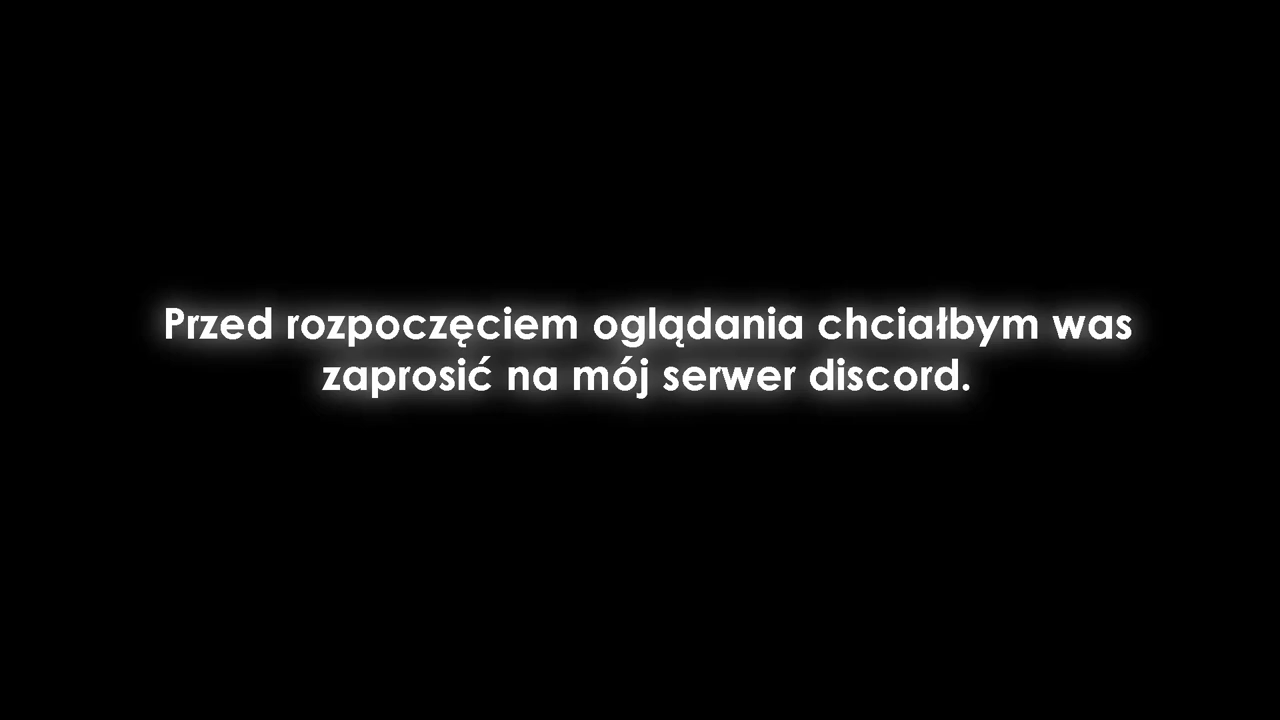 Przed rozpoczęciem oglądania chciałbym was
zaprosić na mój serwer discord.